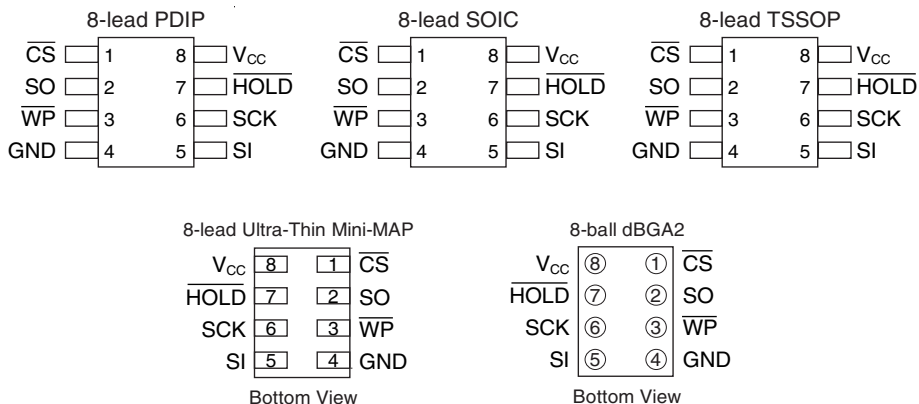 8-lead PDIP
CS 1 8 VCC
SO 2 7 HOLD
WP 3 6 SCK
GND 4 5 SI
8-lead SOIC
CS 1 8 VCC
SO 2 7 HOLD
WP 3 6 SCK
GND 4 5 SI
8-lead TSSOP
CS 1 8 VCC
SO 2 7 HOLD
WP 3 6 SCK
GND 4 5 SI
8-lead Ultra-Thin Mini-MAP
VCC 8 1 CS
HOLD 7 2 SO
SCK 6 3 WP
SI 5 4 GND
Bottom View
8-ball dBGA2
VCC 8 1 CS
HOLD 7 2 SO
SCK 6 3 WP
SI 5 4 GND
Bottom View